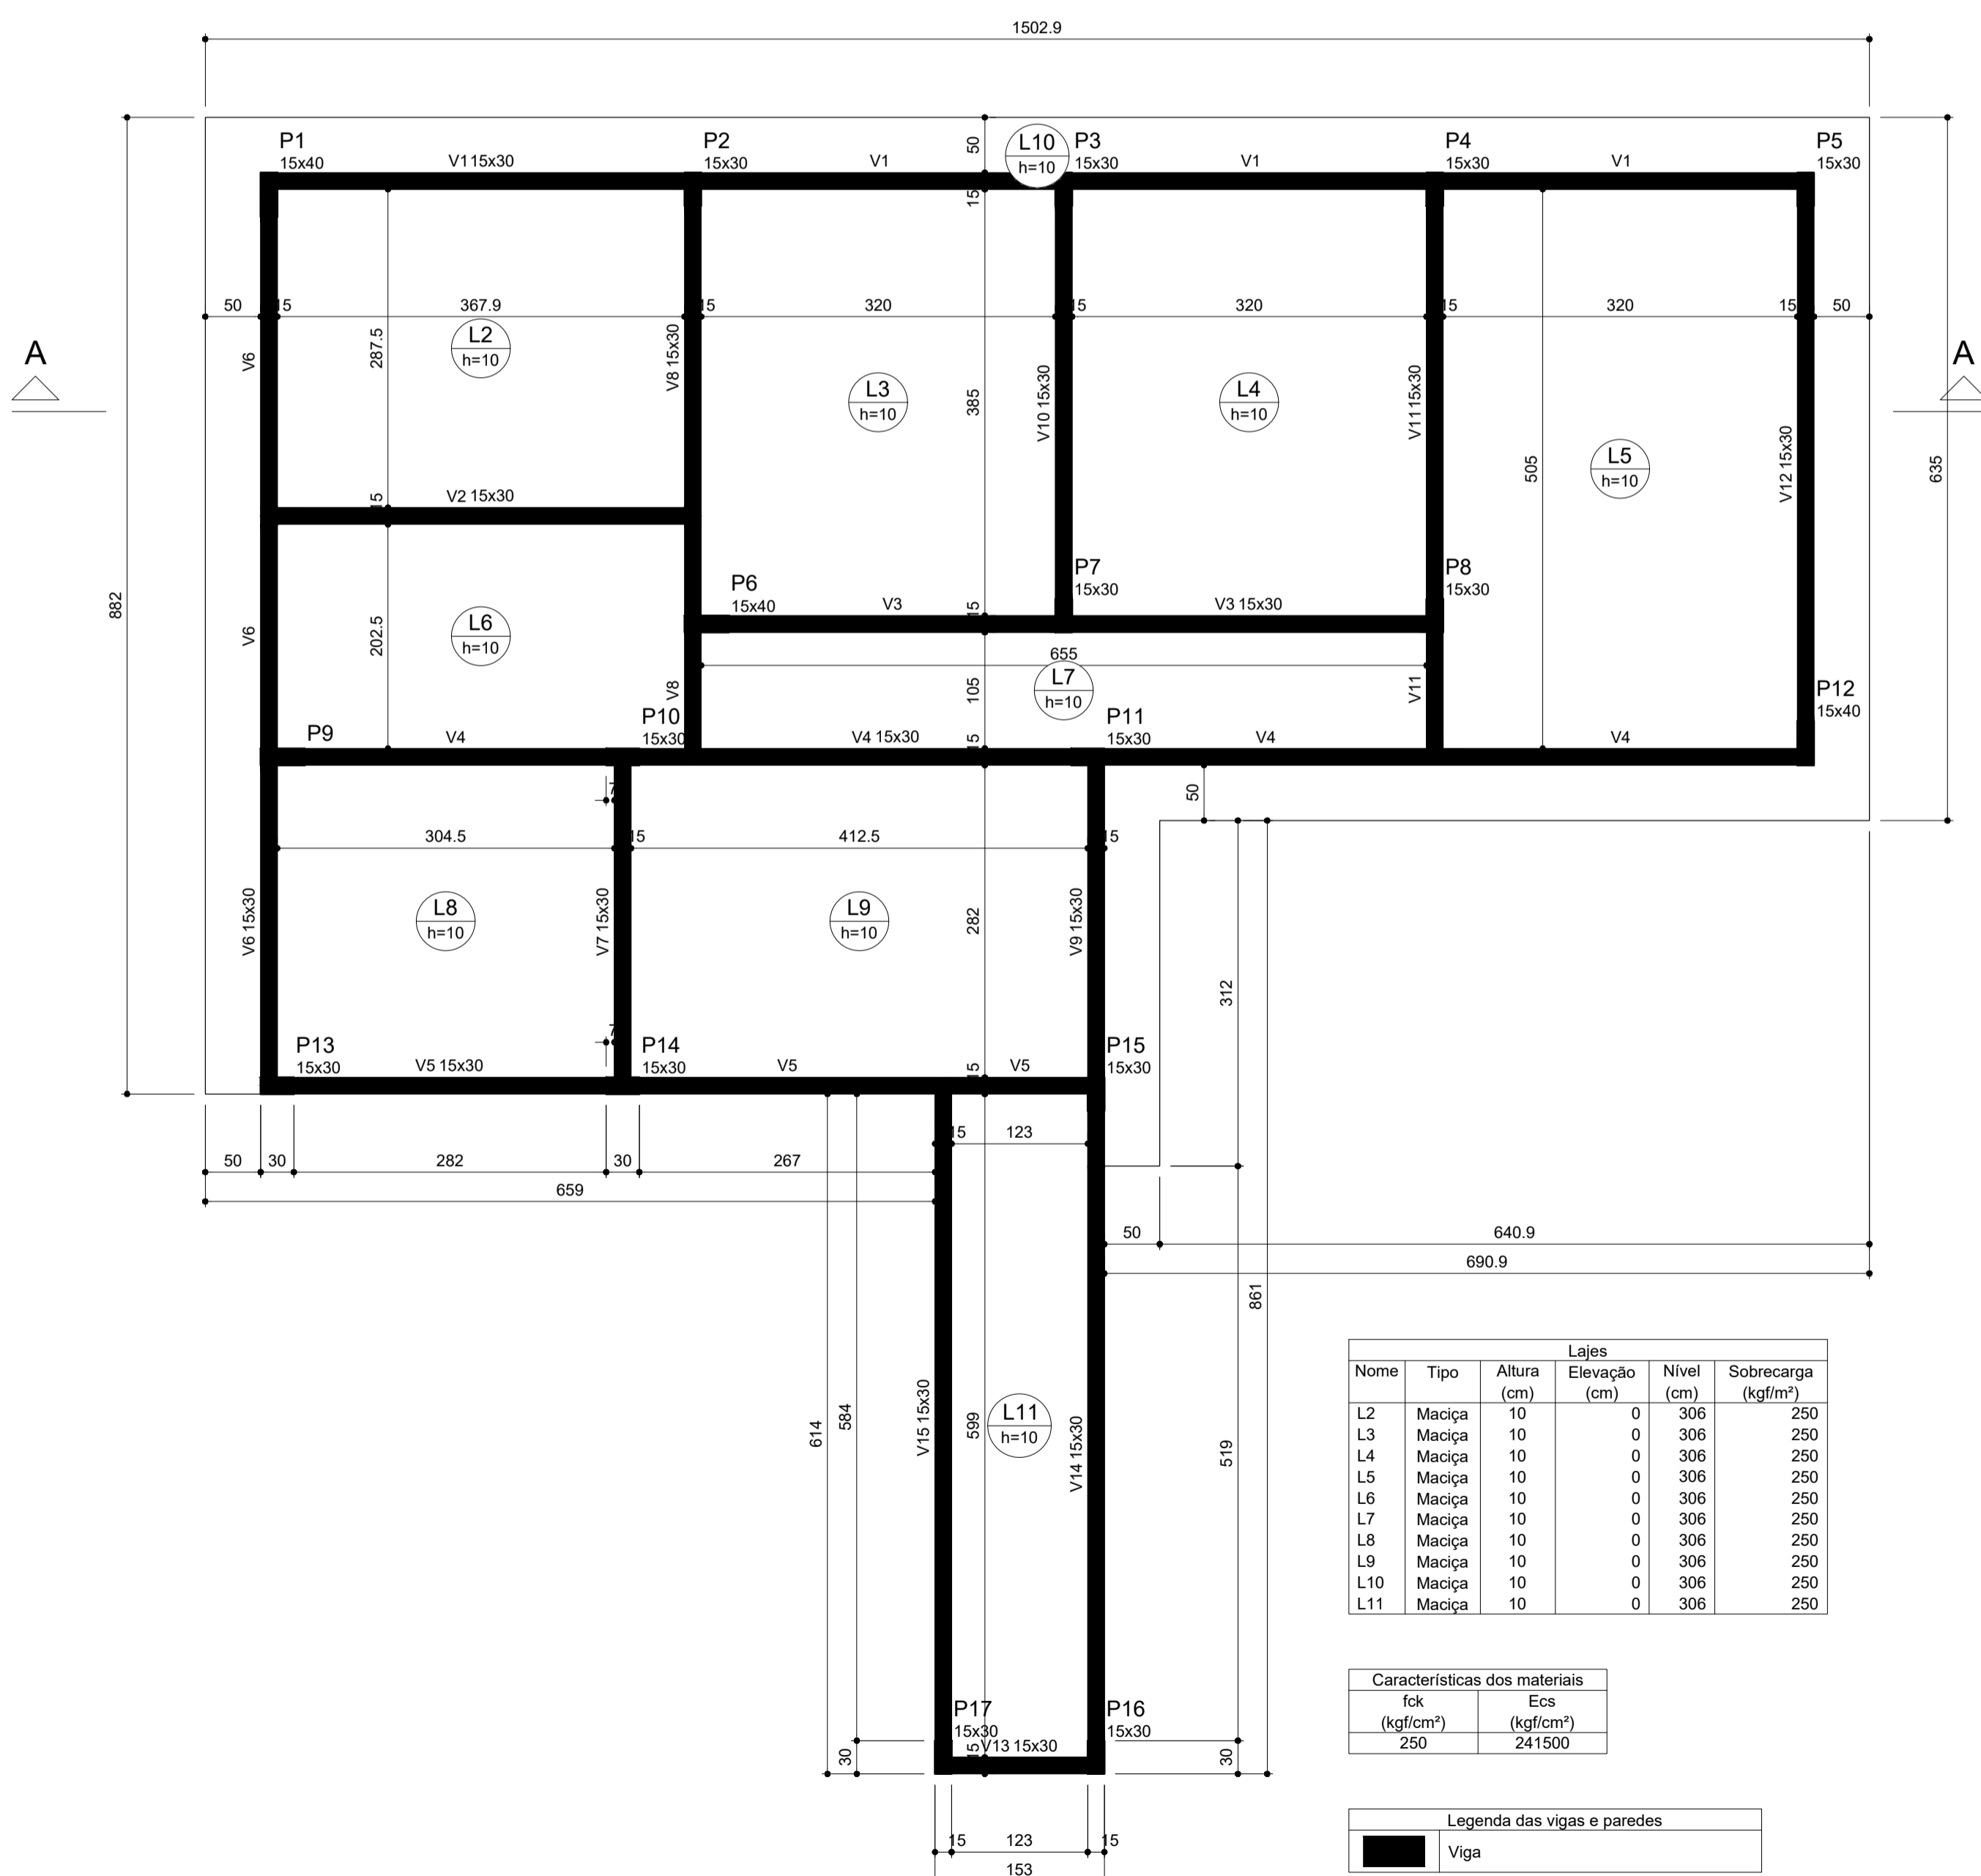 1502.9
P1
15x40
V1 15x30
P2
15x30
V1
50
L10
h=10
P3
15x30
V1
P4
15x30
V1
P5
15x30
15
50
15
367.9
15
320
15
320
15
320
15
50
A
A
V6
287.5
L2
h=10
V8 15x30
L3
h=10
385
V10 15x30
L4
h=10
V11 15x30
505
L5
h=10
V12 15x30
635
15
V2 15x30
882
V6
202.5
L6
h=10
P6
15x40
V3
15
P7
15x30
V3 15x30
P8
15x30
655
V8
105
L7
h=10
V11
P12
15x40
P9
V4
P10
15x30
V4 15x30
15
P11
15x30
V4
V4
7
50
304.5
15
412.5
15
V6 15x30
L8
h=10
V7 15x30
L9
h=10
282
V9 15x30
312
7
P13
15x30
V5 15x30
P14
15x30
V5
15
V5
P15
15x30
15
123
50
30
282
30
267
659
50
640.9
690.9
861
614
584
V15 15x30
599
L11
h=10
V14 15x30
519
Lajes
Nome Tipo Altura Elevação Nível Sobrecarga
(cm) (cm) (cm) (kgf/m²)
L2 Maciça 10 0 306 250
L3 Maciça 10 0 306 250
L4 Maciça 10 0 306 250
L5 Maciça 10 0 306 250
L6 Maciça 10 0 306 250
L7 Maciça 10 0 306 250
L8 Maciça 10 0 306 250
L9 Maciça 10 0 306 250
L10 Maciça 10 0 306 250
L11 Maciça 10 0 306 250
Características dos materiais
fck Ecs
(kgf/cm²) (kgf/cm²)
250 241500
P17
15x30
V13 15x30
15
P16
15x30
30
30
Legenda das vigas e paredes
Viga
15
123
15
153